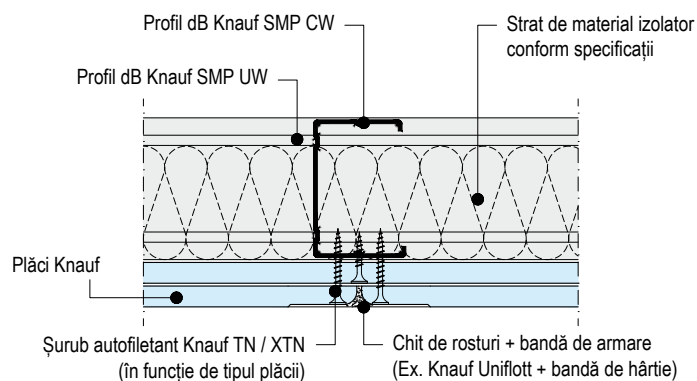 Profil dB Knauf SMP CW
Strat de material izolator
conform specificații
Profil dB Knauf SMP UW
Plăci Knauf
Șurub autofiletant Knauf TN / XTN
(în funcție de tipul plăcii)
Chit de rosturi + bandă de armare
(Ex. Knauf Uniflott + bandă de hârtie)